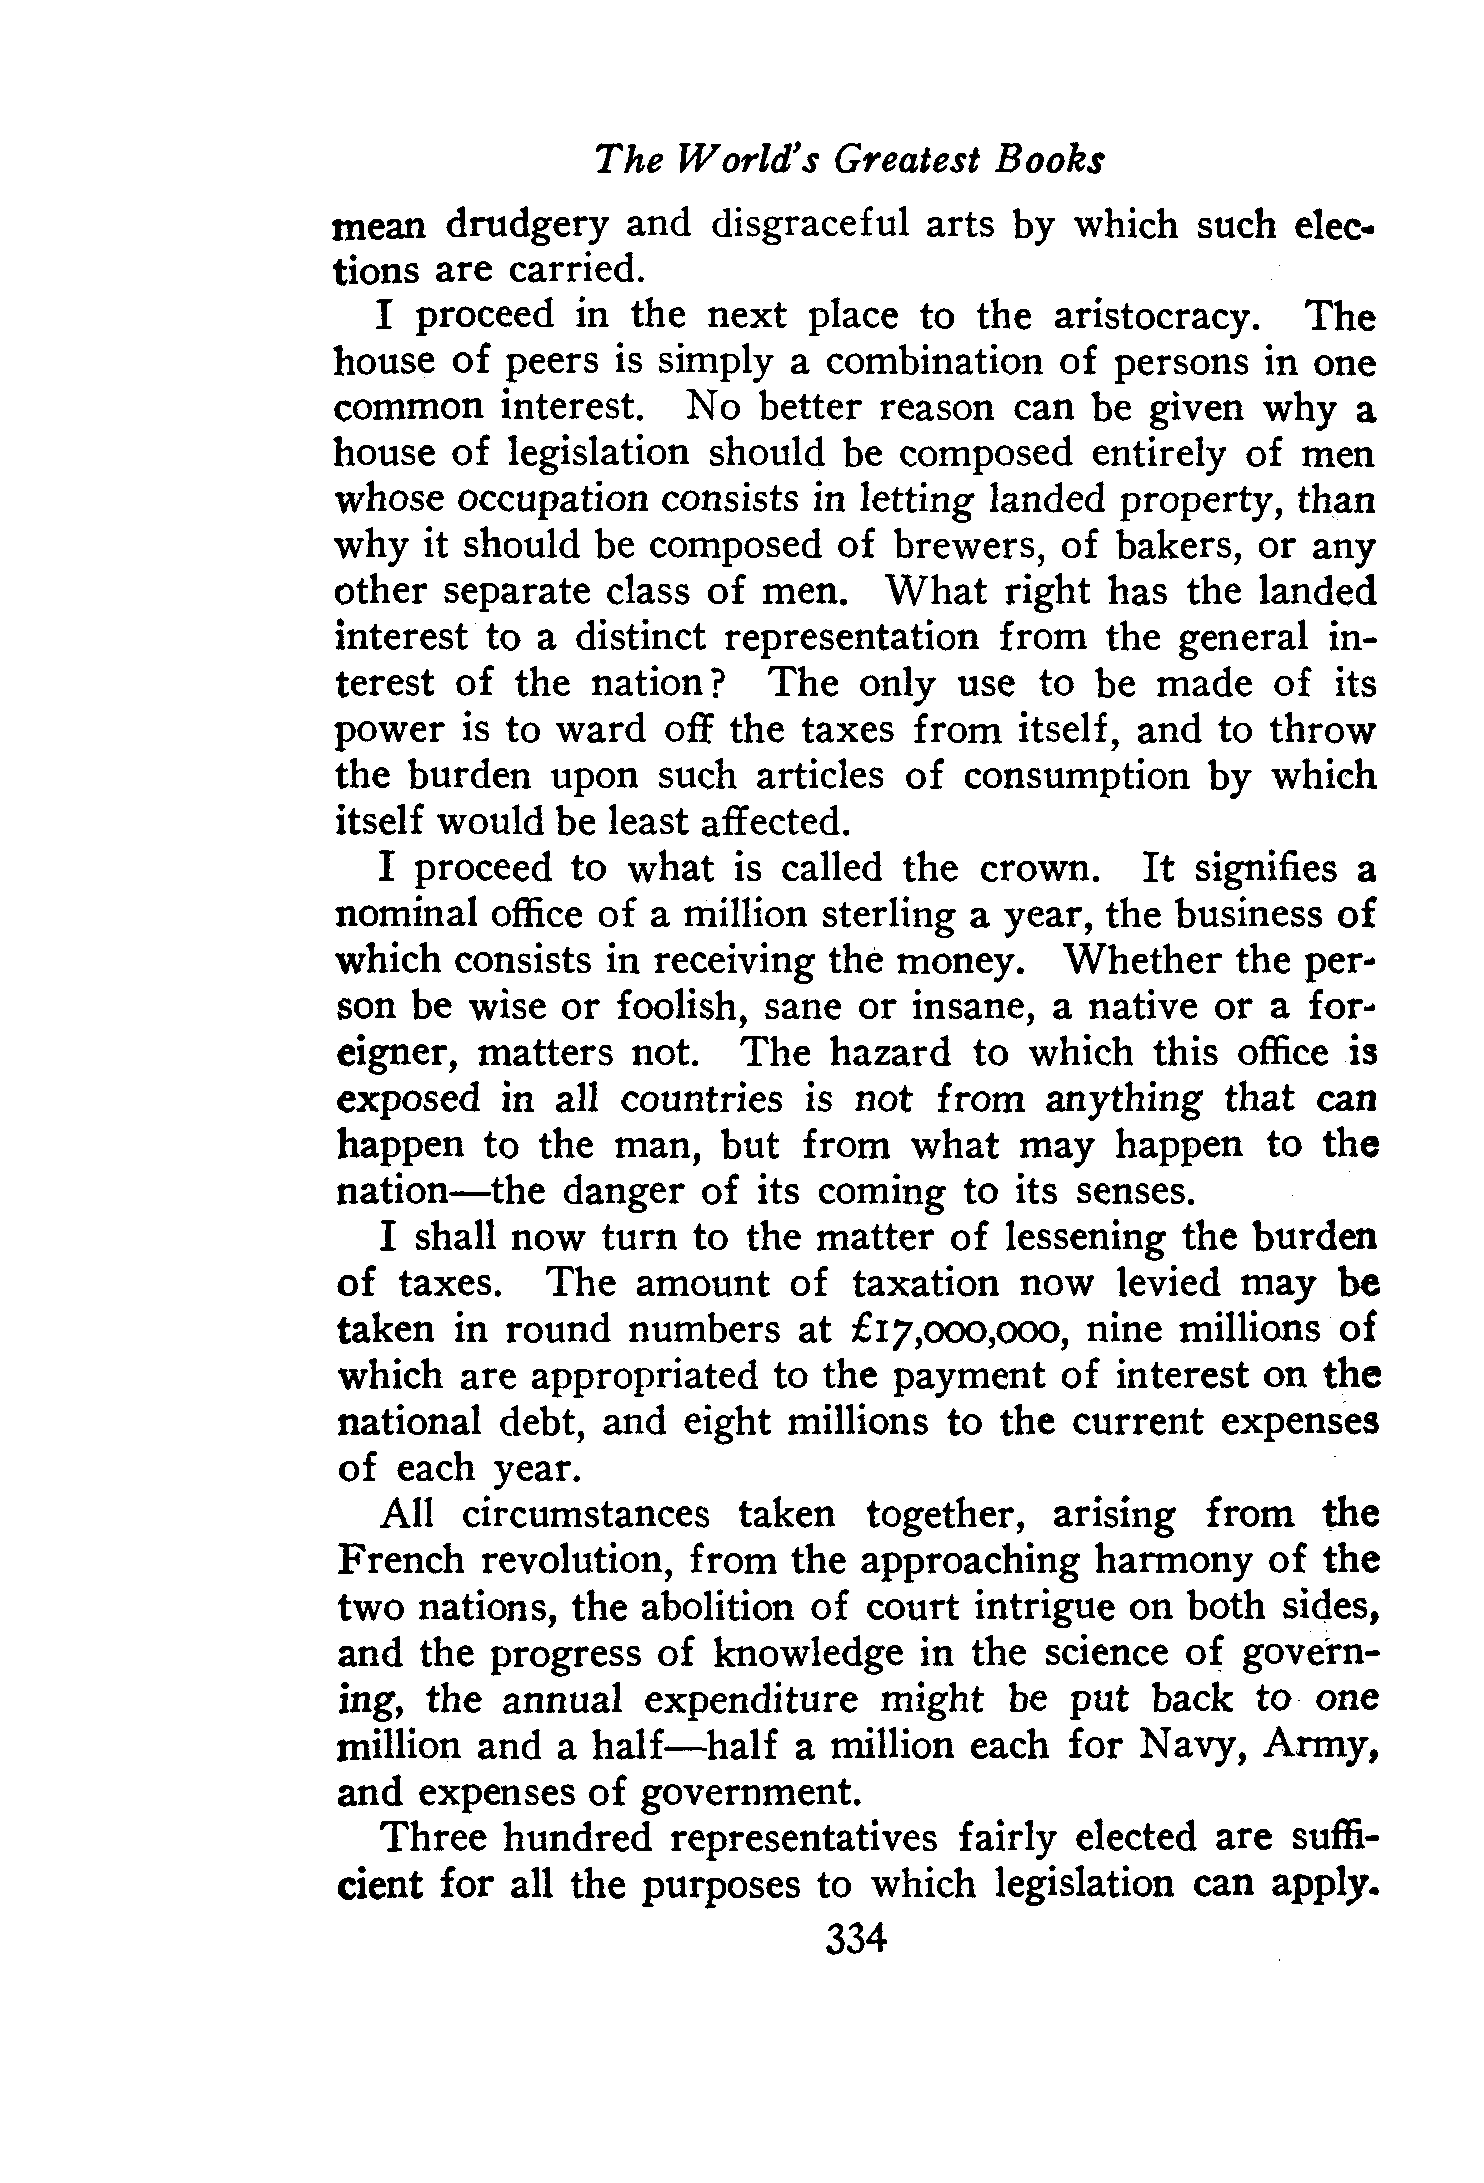 The World's Greatest Books
mean drudgery and disgraceful arts by which such elec-
tions are carried.
I proceed in the next place to the aristocracy. The
house of peers is simply a combination of persons in one
common interest. No better reason can be given why a
house of legislation should be composed entirely of men
whose occupation consists in letting landed property, than
why it should be composed of brewers, of bakers, or any
other separate class of men. What right has the landed
interest to a distinct representation from the general in-
terest of the nation? The only use to be made of its
power is to ward off the taxes from itself, and to throw
the burden upon such articles of consumption by which
itself would be least affected.
I proceed to what is called the crown. It signifies a
nominal office of a million sterling a year, the business of
which consists in receiving the money. Whether the per-
son be wise or foolish, sane or insane, a native or a for-
eigner, matters not. The hazard to which this office is
exposed in all countries is not from anything that can
happen to the man, but from what may happen to the
nation—the danger of its coming to its senses.
I shall now turn to the matter of lessening the burden
of taxes. The amount of taxation now levied may be
taken in round numbers at £17,000,000, nine millions of
which are appropriated to the payment of interest on the
national debt, and eight millions to the current expenses
of each year.
All circumstances taken together, arising from the
French revolution, from the approaching harmony of the
two nations, the abolition of court intrigue on both sides,
and the progress of knowledge in the science of govern-
ing, the annual expenditure might be put back to one
million and a half—half a million each for Navy, Army,
and expenses of government.
Three hundred representatives fairly elected are suffi-
cient for all the purposes to which legislation can apply.
334